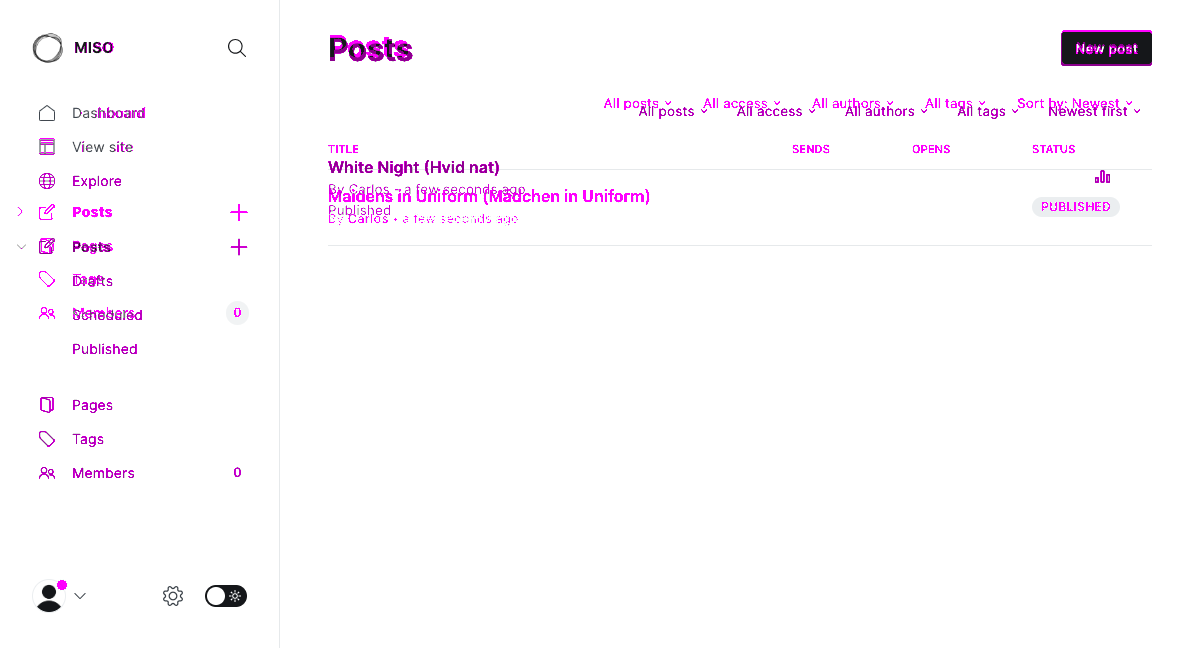 MISO
Dashboard
View site
Explore
Posts
Posts
Pages
Drafts
Tags
Scheduled
Members 0
Published
Pages
Tags
Members 0
Posts
New post
All posts All access All authors All tags Sort by: Newest
All posts All access All authors All tags Newest first
TITLE SENDS OPENS STATUS
White Night (Hvid nat)
By Carlos - a few seconds ago
Maidens in Uniform (Mädchen in Uniform)
Published
PUBLISHED
By Carlos • a few seconds ago